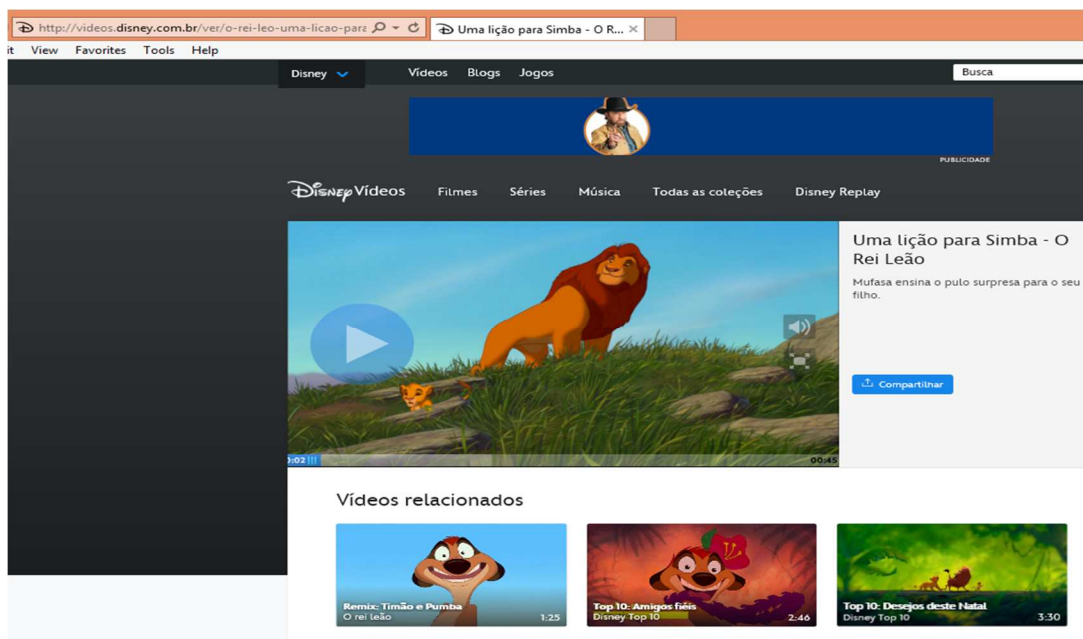 http://videos.disney.com.br/ver/o-rei-leo-uma-licao-para
Uma lição para Simba - O R...
it View Favorites Tools Help
Disney Vídeos Blogs Jogos Busca
PUBLICIDADE
Disney Vídeos Filmes Séries Música Todas as coleções Disney Replay
Uma lição para Simba - O
Rei Leão
Mufasa ensina o pulo surpresa para o seu
filho.
Compartilhar
0:02 00:45
Vídeos relacionados
Remix: Timão e Pumba
O rei leão 1:25
Top 10: Amigos fiéis
Disney Top 10 2:46
Top 10: Desejos deste Natal
Disney Top 10 3:30